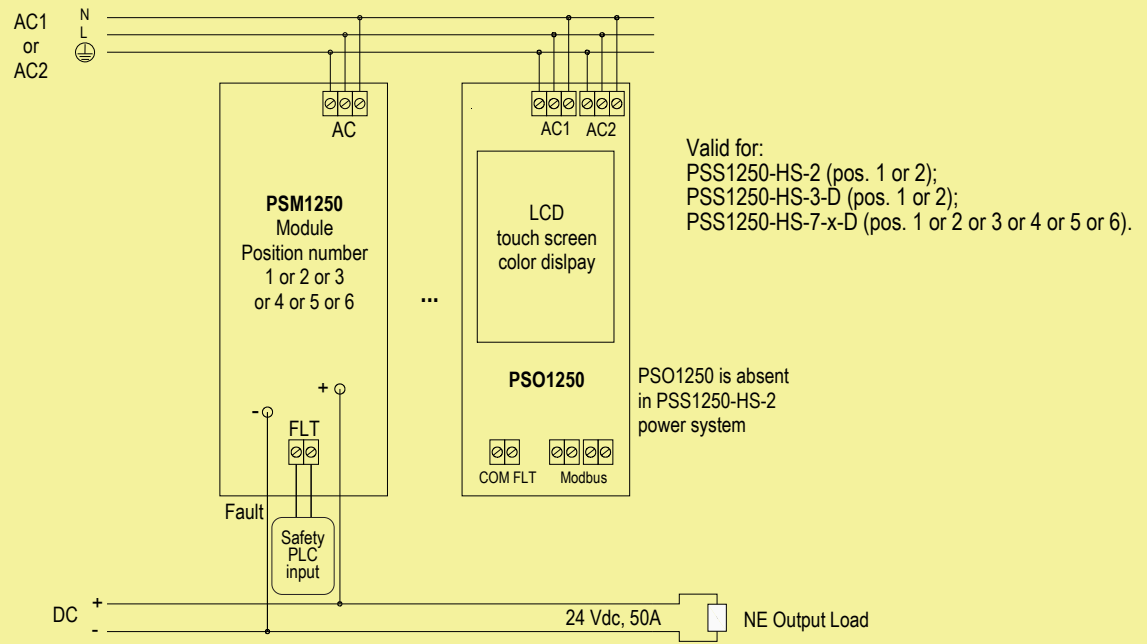 AC1
or
AC2
N
L
AC
AC1
AC2
PSM1250
Module
Position number
1 or 2 or 3
or 4 or 5 or 6
...
LCD
touch screen
color dislpay
Valid for:
PSS1250-HS-2 (pos. 1 or 2);
PSS1250-HS-3-D (pos. 1 or 2);
PSS1250-HS-7-x-D (pos. 1 or 2 or 3 or 4 or 5 or 6).
PSO1250
PSO1250 is absent
in PSS1250-HS-2
power system
+
-
FLT
COM FLT
Modbus
Fault
Safety
PLC
input
DC
+
-
24 Vdc, 50A
NE Output Load